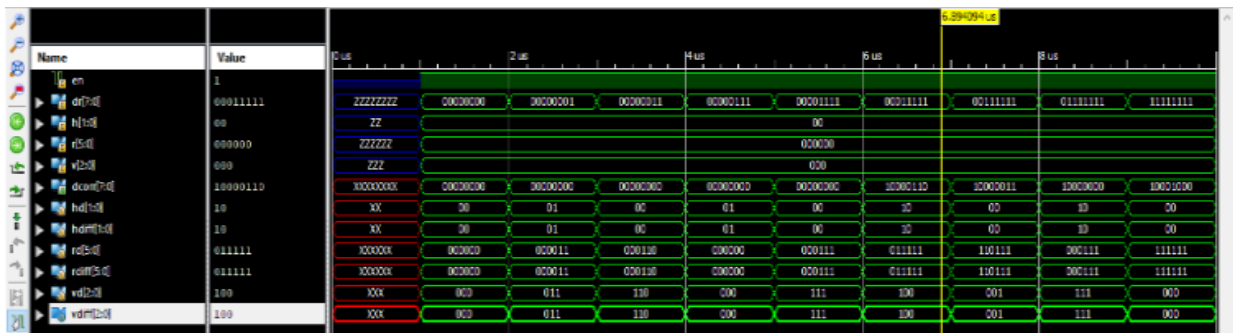 6.894094 us
Name Value 0 us 2 us 4 us 6 us 8 us
en 1
dr[7:0] 00011111 ZZZZZZZZ 00000000 00000001 00000011 00000111 00001111 00011111 00111111 01111111 11111111
h[1:0] 00 ZZ 00
r[5:0] 000000 ZZZZZZ 000000
v[2:0] 000 ZZZ 000
dcorr[7:0] 10000110 XXXXXXXX 00000000 00000000 00000000 00000000 00000000 10000110 10000011 10000000 10001000
hd[1:0] 10 XX 00 01 00 01 00 10 00 10 00
hdiff[1:0] 10 XX 00 01 00 01 00 10 00 10 00
rd[5:0] 011111 XXXXXX 000000 000011 000110 000000 000111 011111 110111 000111 111111
rdiff[5:0] 011111 XXXXXX 000000 000011 000110 000000 000111 011111 110111 000111 111111
vd[2:0] 100 XXX 000 011 110 000 111 100 001 111 000
vdiff[2:0] 100 XXX 000 011 110 000 111 100 001 111 000